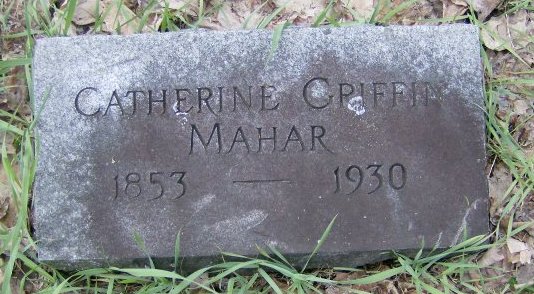 CATHERINE GRIFFIN
MAHAR
1853 — 1930